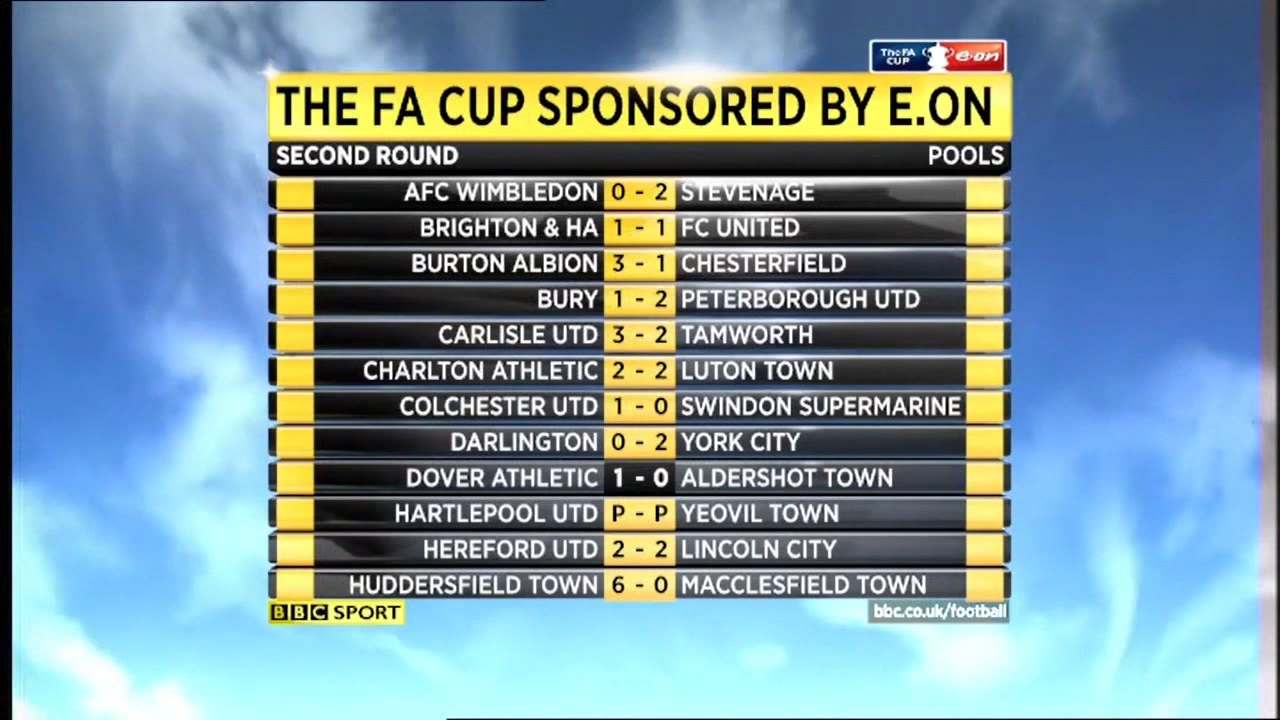 The FA CUP e·on
THE FA CUP SPONSORED BY E.ON
SECOND ROUND POOLS
AFC WIMBLEDON 0 - 2 STEVENAGE
BRIGHTON & HA 1 - 1 FC UNITED
BURTON ALBION 3 - 1 CHESTERFIELD
BURY 1 - 2 PETERBOROUGH UTD
CARLISLE UTD 3 - 2 TAMWORTH
CHARLTON ATHLETIC 2 - 2 LUTON TOWN
COLCHESTER UTD 1 - 0 SWINDON SUPERMARINE
DARLINGTON 0 - 2 YORK CITY
DOVER ATHLETIC 1 - 0 ALDERSHOT TOWN
HARTLEPOOL UTD P - P YEOVIL TOWN
HEREFORD UTD 2 - 2 LINCOLN CITY
HUDDERSFIELD TOWN 6 - 0 MACCLESFIELD TOWN
BBC SPORT bbc.co.uk/football